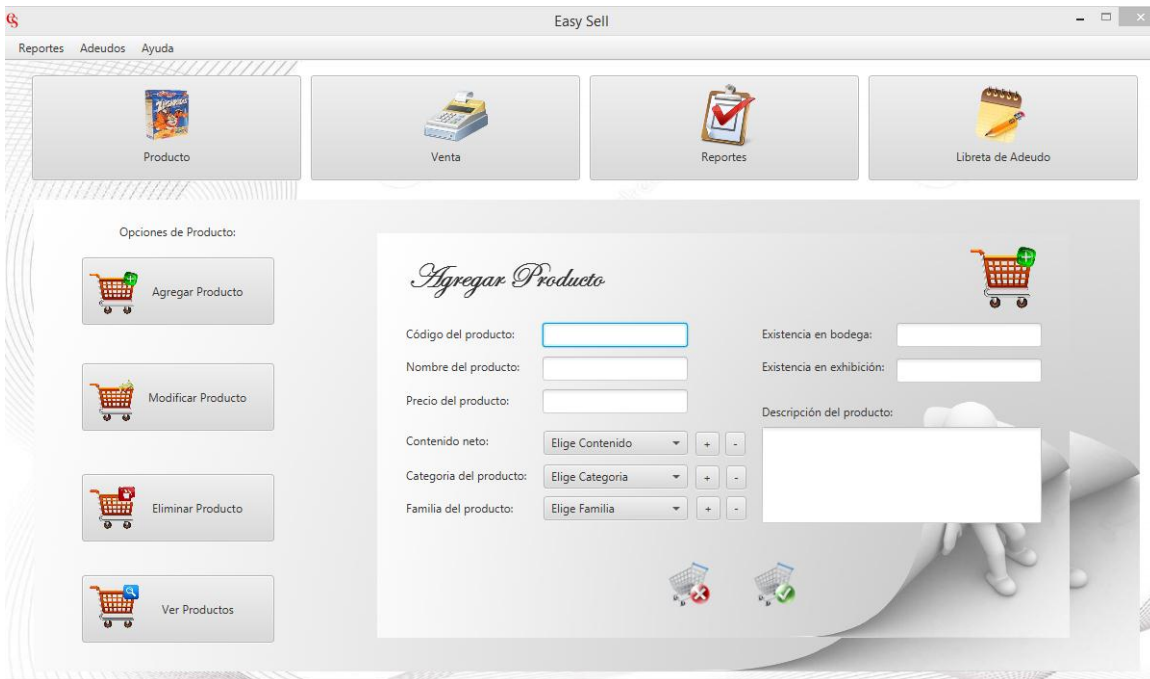 Easy Sell
Reportes Adeudos Ayuda
Producto
Venta
Reportes
Libreta de Adeudo
Opciones de Producto:
Agregar Producto
Modificar Producto
Eliminar Producto
Ver Productos
Agregar Producto
Código del producto:
Nombre del producto:
Precio del producto:
Contenido neto:
Elige Contenido
+ -
Categoria del producto:
Elige Categoria
+ -
Familia del producto:
Elige Familia
+ -
Existencia en bodega:
Existencia en exhibición:
Descripción del producto: